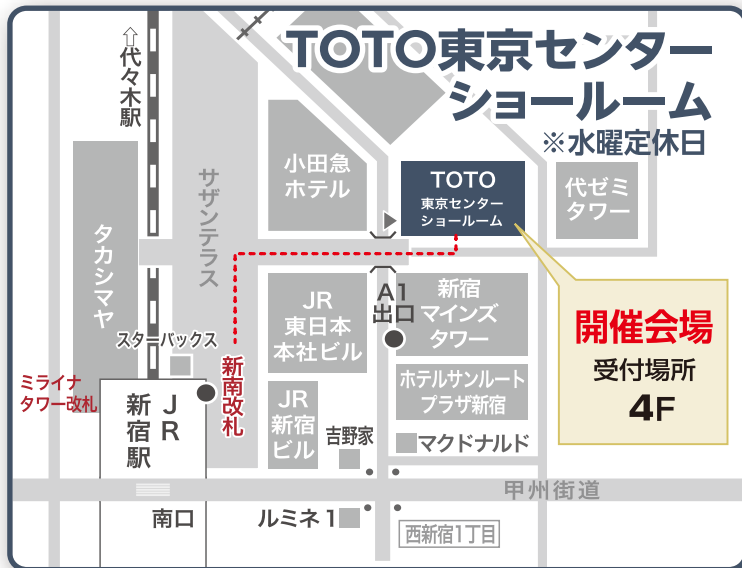 TOTO東京センター
ショールーム
※水曜定休日
⇧代々木駅
小田急
ホテル
TOTO
東京センター
ショールーム
代ゼミ
タワー
サザンテラス
タカシマヤ
JR
東日本
本社ビル
A1
出口
新宿
マインズ
タワー
開催会場
受付場所
4F
スターバックス
新南改札
ミライナ
タワー改札
JR
新宿駅
JR
新宿
ビル
ホテルサンルート
プラザ新宿
吉野家
マクドナルド
甲州街道
南口
ルミネ1
西新宿1丁目